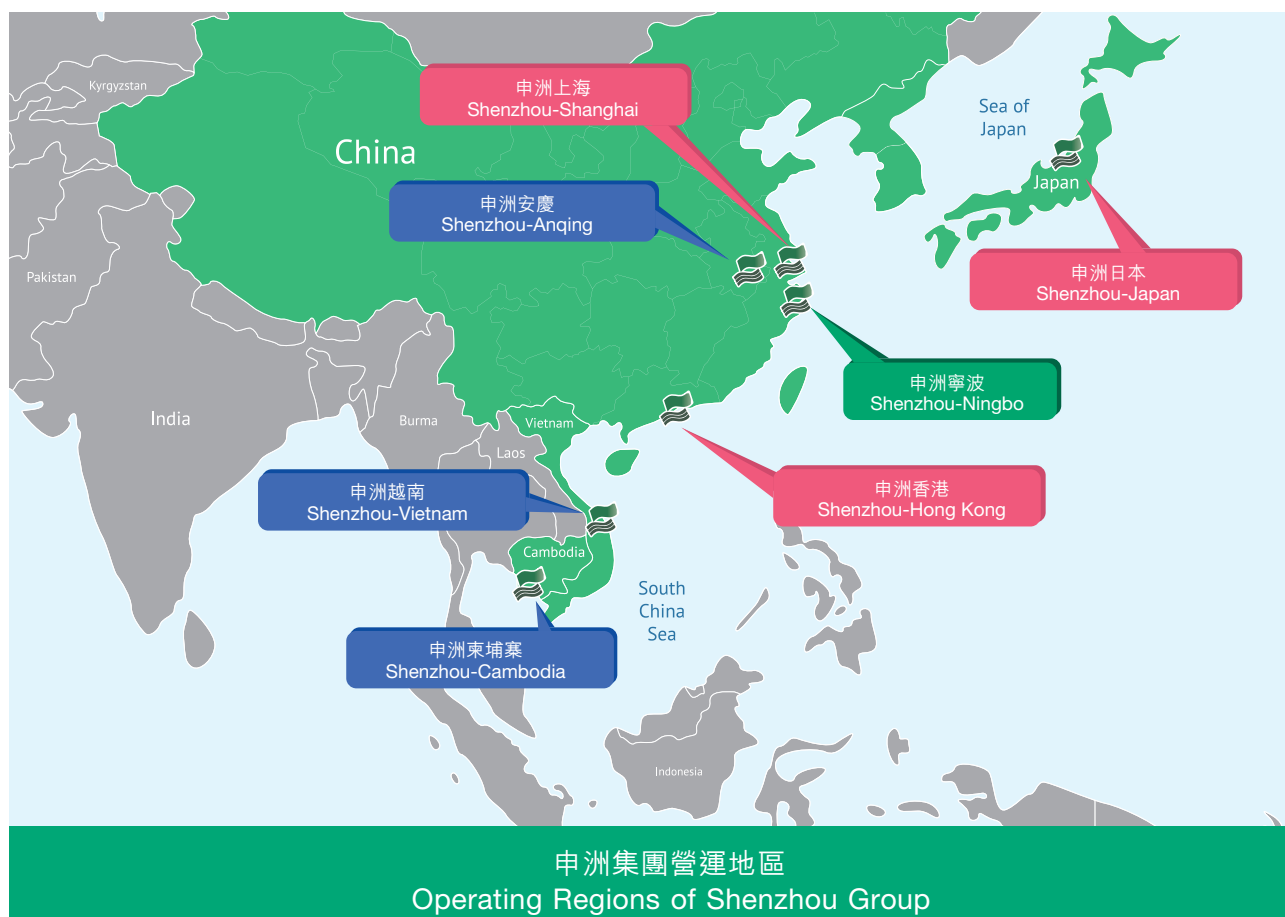 Kyrgyzstan
申洲上海
Shenzhou-Shanghai
Sea of
Japan
China
申洲安慶
Shenzhou-Anqing
Japan
Pakistan
申洲日本
Shenzhou-Japan
申洲寧波
Shenzhou-Ningbo
India
Burma
Vietnam
Laos
申洲越南
Shenzhou-Vietnam
申洲香港
Shenzhou-Hong Kong
Cambodia
South
China
Sea
申洲柬埔寨
Shenzhou-Cambodia
Indonesia
申洲集團營運地區
Operating Regions of Shenzhou Group